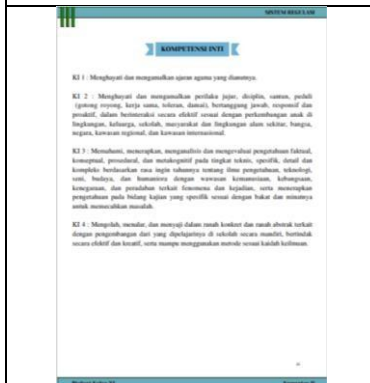 SISTEM REGULASI
KOMPETENSI INTI
KI 1 : Menghayati dan mengamalkan ajaran agama yang dianutnya.
KI 2 : Menghayati dan mengamalkan perilaku jujur, disiplin, santun, peduli
(gotong royong, kerja sama, toleran, damai), bertanggung jawab, responsif dan
proaktif, dalam berinteraksi secara efektif sesuai dengan perkembangan anak di
lingkungan, keluarga, sekolah, masyarakat dan lingkungan alam sekitar, bangsa,
negara, kawasan regional, dan kawasan internasional.
KI 3 : Memahami, menerapkan, menganalisis dan mengevaluasi pengetahuan faktual,
konseptual, prosedural, dan metakognitif pada tingkat teknis, spesifik, detail dan
kompleks berdasarkan rasa ingin tahunya tentang ilmu pengetahuan, teknologi,
seni, budaya, dan humaniora dengan wawasan kemanusiaan, kebangsaan,
kenegaraan, dan peradaban terkait fenomena dan kejadian, serta menerapkan
pengetahuan pada bidang kajian yang spesifik sesuai dengan bakat dan minatnya
untuk memecahkan masalah.
KI 4 : Mengolah, menalar, dan menyaji dalam ranah konkret dan ranah abstrak terkait
dengan pengembangan dari yang dipelajarinya di sekolah secara mandiri, bertindak
secara efektif dan kreatif, serta mampu menggunakan metode sesuai kaidah keilmuan.